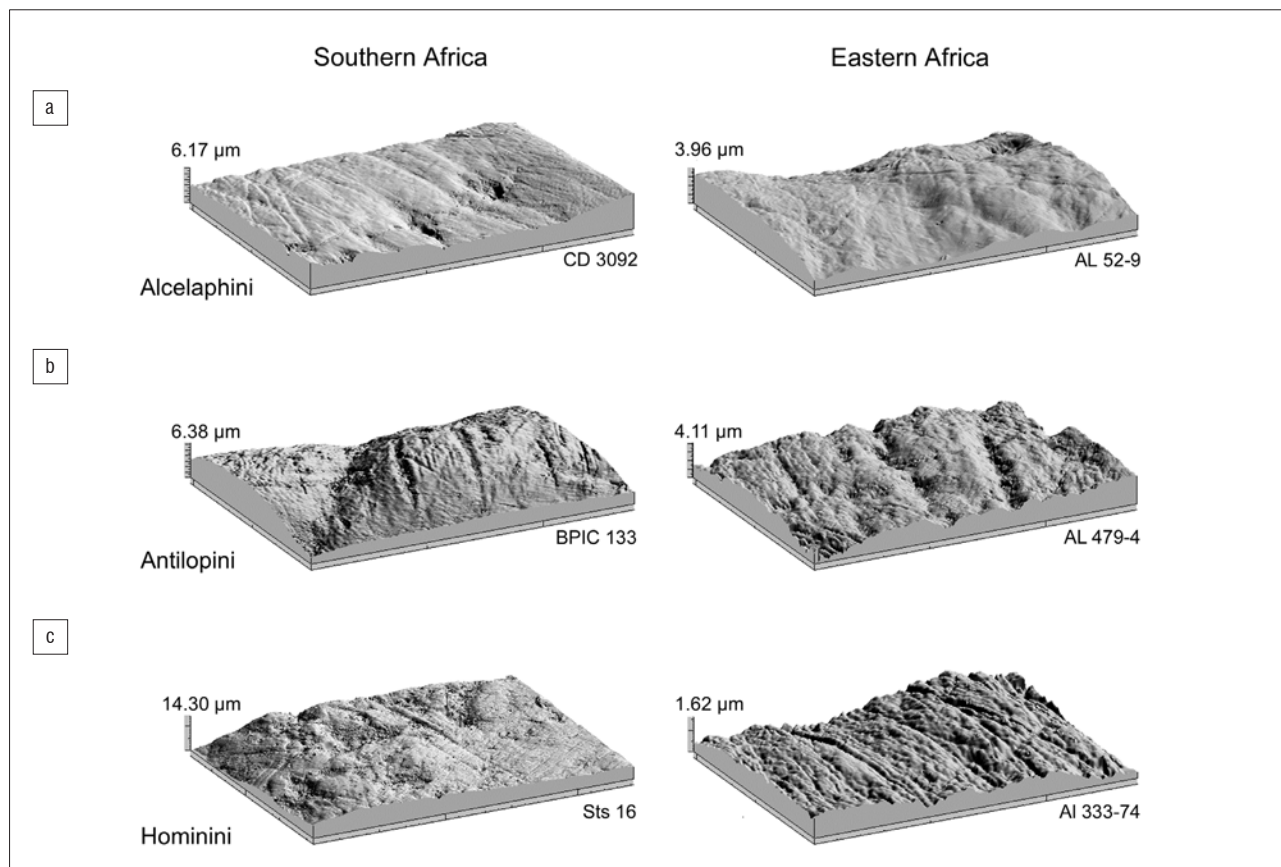 Southern Africa
Eastern Africa
a
6.17 µm
3.96 µm
CD 3092
AL 52-9
Alcelaphini
b
6.38 µm
4.11 µm
BPIC 133
AL 479-4
Antilopini
c
14.30 µm
1.62 µm
Sts 16
Al 333-74
Hominini